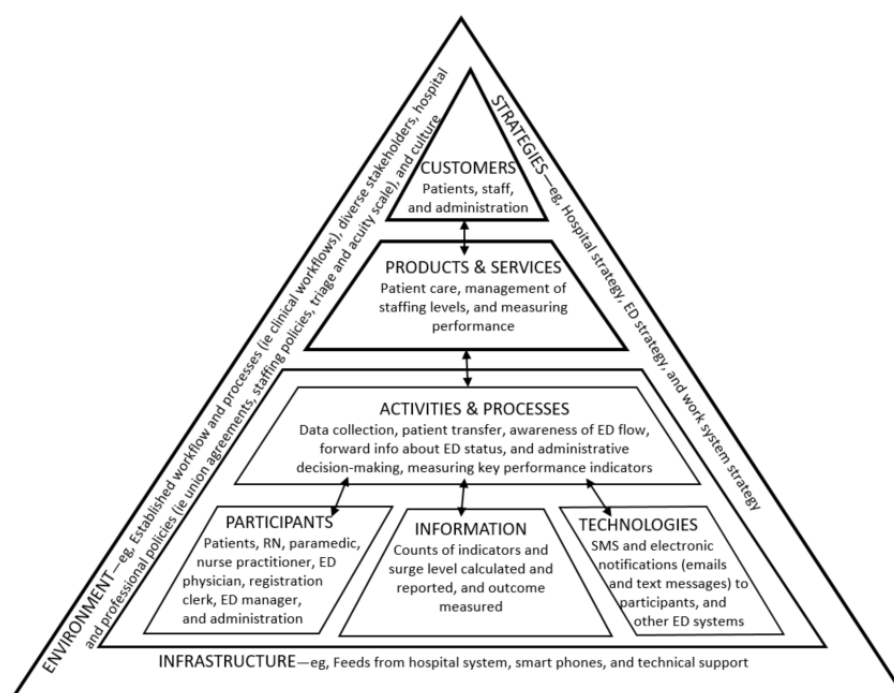 ENVIRONMENT—eg, Established workflow and processes (ie clinical workflows), diverse stakeholders, hospital
and professional policies (ie union agreements, staffing policies, triage and acuity scale), and culture
STRATEGIES—eg, Hospital strategy, ED strategy, and work system strategy
CUSTOMERS
Patients, staff,
and administration
PRODUCTS & SERVICES
Patient care, management of
staffing levels, and measuring
performance
ACTIVITIES & PROCESSES
Data collection, patient transfer, awareness of ED flow,
forward info about ED status, and administrative
decision-making, measuring key performance indicators
PARTICIPANTS
Patients, RN, paramedic,
nurse practitioner, ED
physician, registration
clerk, ED manager,
and administration
INFORMATION
Counts of indicators and
surge level calculated and
reported, and outcome
measured
TECHNOLOGIES
SMS and electronic
notifications (emails
and text messages) to
participants, and
other ED systems
INFRASTRUCTURE—eg, Feeds from hospital system, smart phones, and technical support